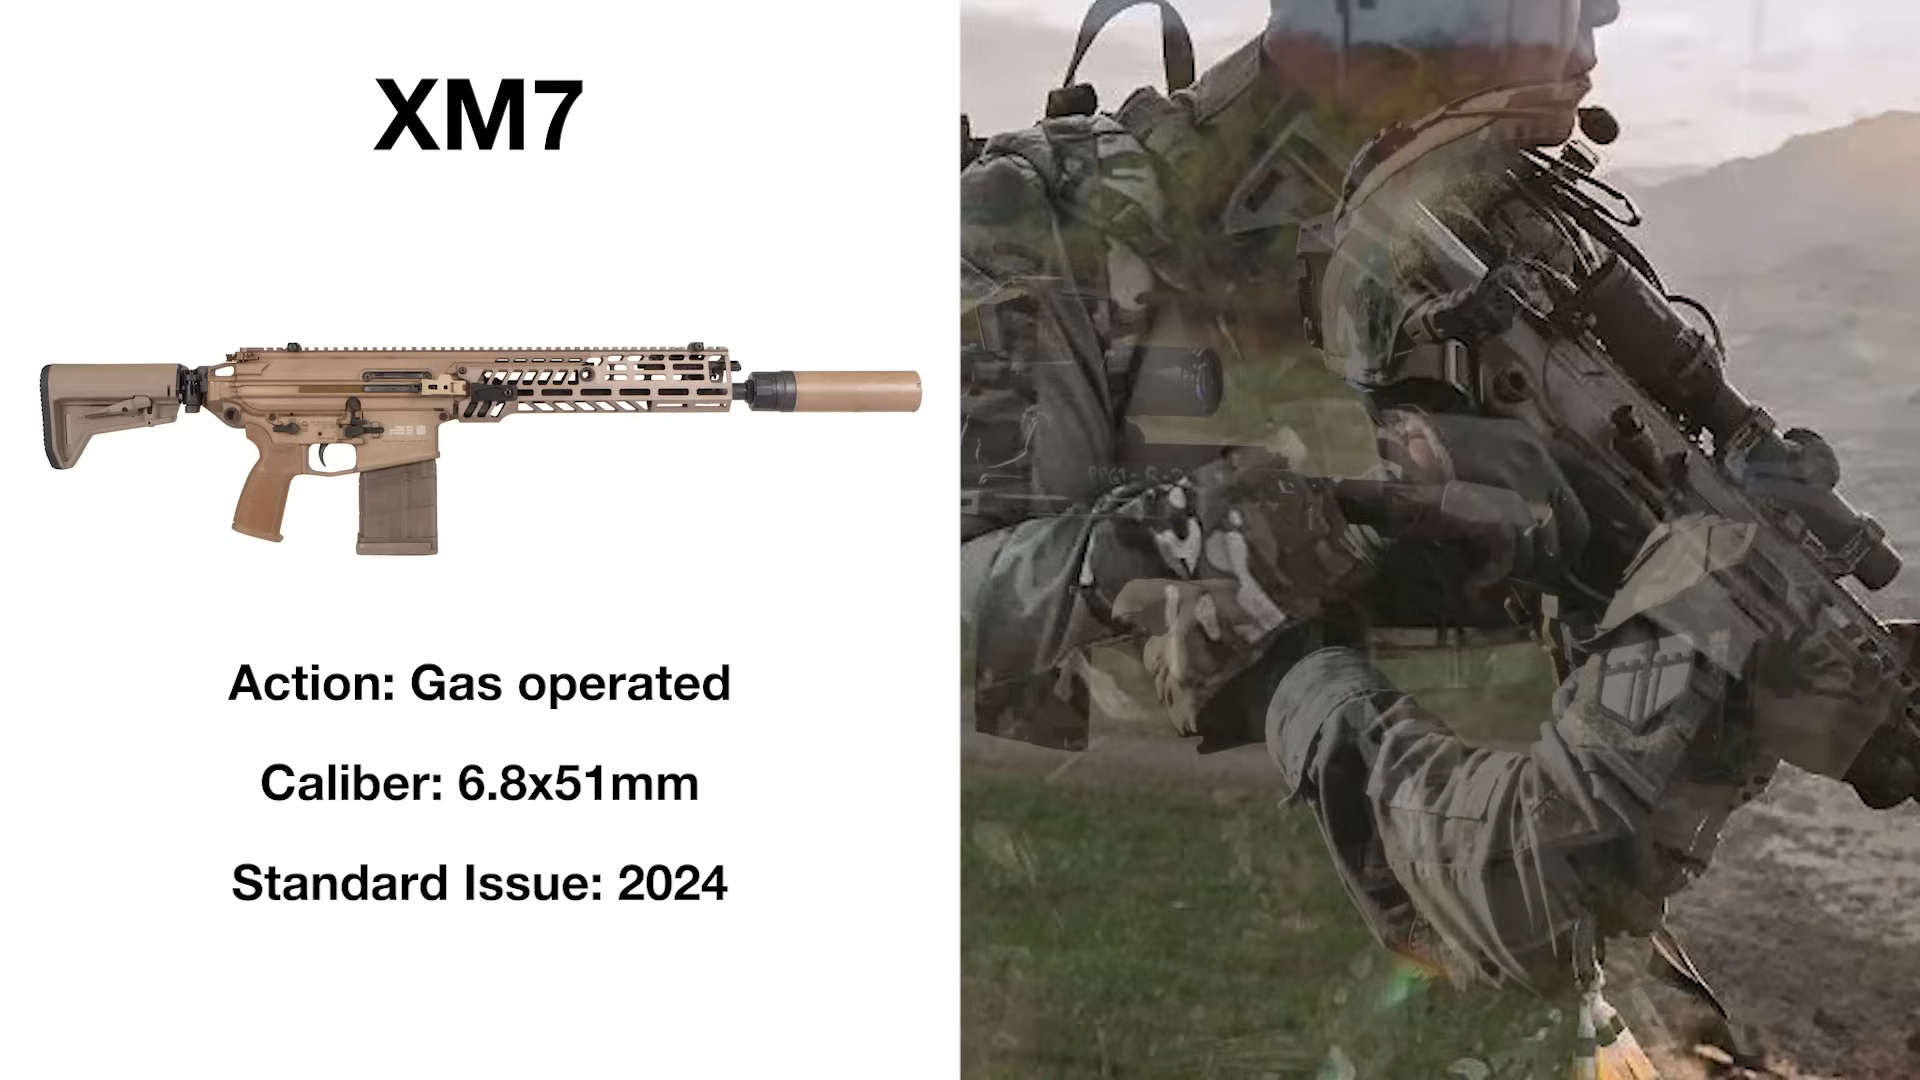 XM7
Action: Gas operated
Caliber: 6.8x51mm
Standard Issue: 2024